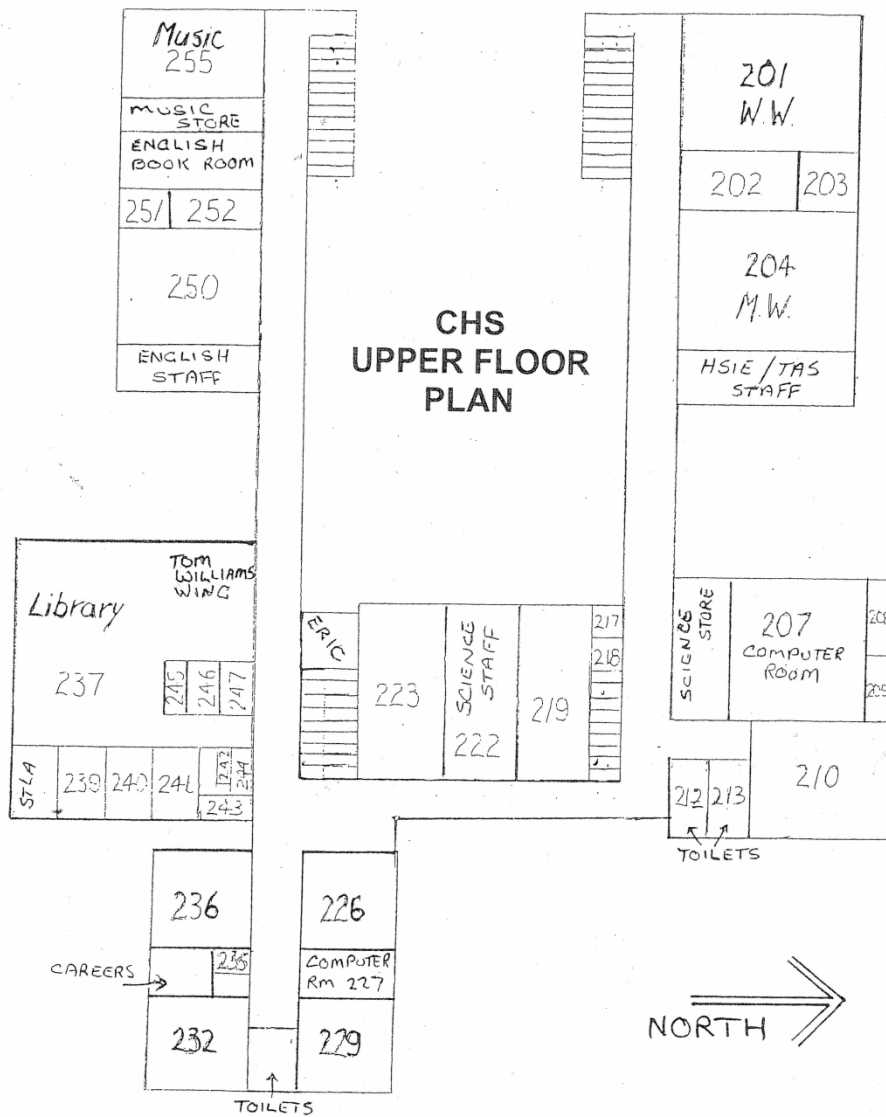 Music
255
MUSIC
STORE
ENGLISH
BOOK ROOM
251 252
250
ENGLISH
STAFF
201
W.W.
202 203
204
M.W.
HSIE / TAS
STAFF
CHS
UPPER FLOOR
PLAN
TOM
WILLIAMS
WING
Library
237
245 246 247
STLA 239 240 241 242 244
243
ERIC
223
SCIENCE
STAFF
222
219
217
218
SCIENCE
STORE
207
COMPUTER
ROOM
208
209
210
212 213
TOILETS
236
226
CAREERS
235
COMPUTER
Rm 227
232
229
TOILETS
NORTH